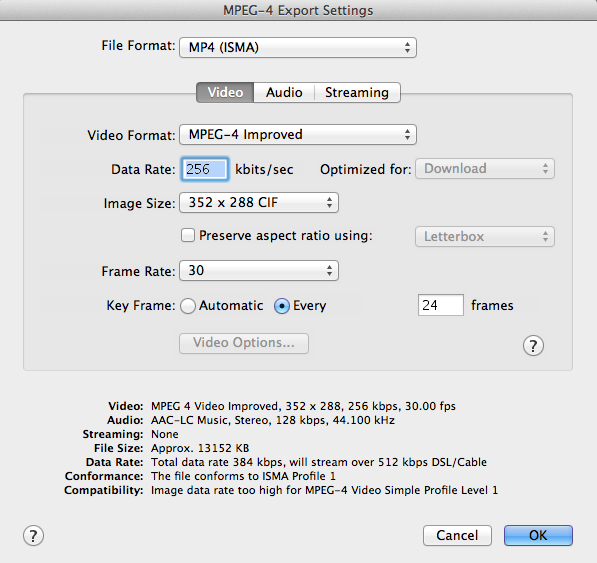 MPEG-4 Export Settings
File Format: MP4 (ISMA)
Video Audio Streaming
Video Format: MPEG-4 Improved
Data Rate: 256 kbits/sec Optimized for: Download
Image Size: 352 x 288 CIF
Preserve aspect ratio using: Letterbox
Frame Rate: 30
Key Frame: Automatic Every 24 frames
Video Options... ?
Video: MPEG 4 Video Improved, 352 x 288, 256 kbps, 30.00 fps
Audio: AAC-LC Music, Stereo, 128 kbps, 44.100 kHz
Streaming: None
File Size: Approx. 13152 KB
Data Rate: Total data rate 384 kbps, will stream over 512 kbps DSL/Cable
Conformance: The file conforms to ISMA Profile 1
Compatibility: Image data rate too high for MPEG-4 Video Simple Profile Level 1
? Cancel OK